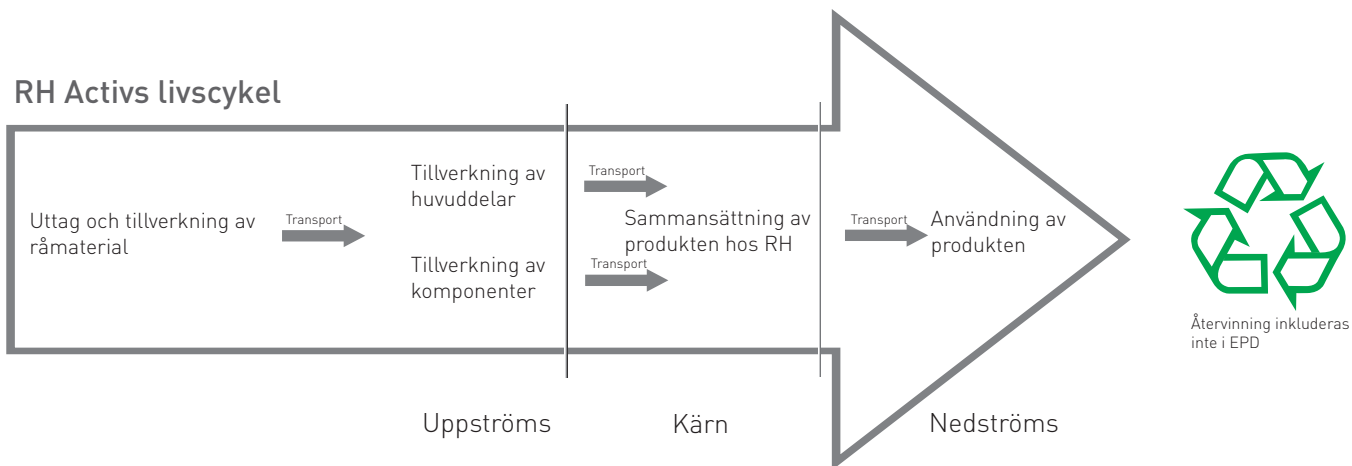 RH Activs livscykel
Uttag och tillverkning av
råmaterial
Transport
Tillverkning av
huvuddelar
Tillverkning av
komponenter
Transport
Transport
Sammansättning av
produkten hos RH
Transport
Användning av
produkten
Återvinning inkluderas
inte i EPD
Uppströms
Kärn
Nedströms